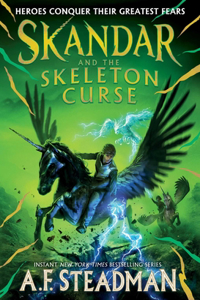 HEROES CONQUER THEIR GREATEST FEARS
SKANDAR
AND THE
SKELETON
CURSE
INSTANT NEW YORK TIMES BESTSELLING SERIES
A.F. STEADMAN